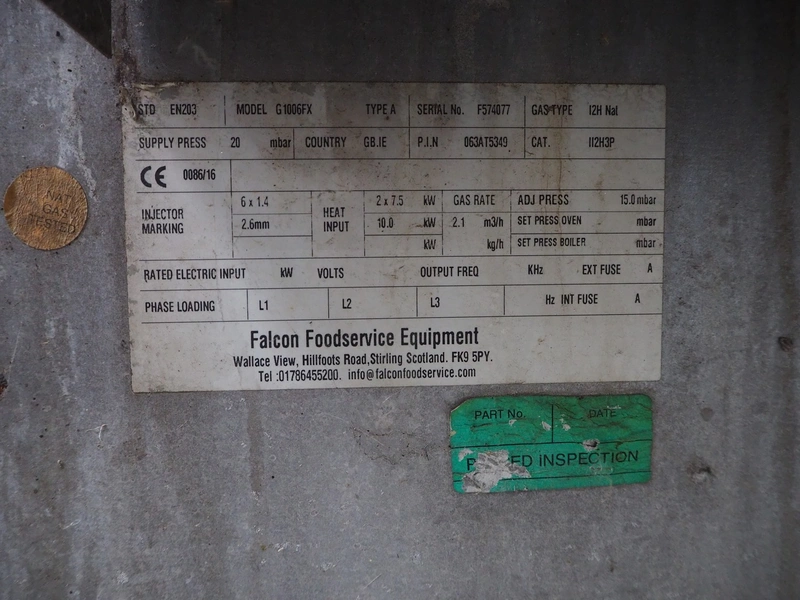 STD EN203 MODEL G1006FX TYPE A SERIAL No. F574077 GAS TYPE I2H Nat
SUPPLY PRESS 20 mbar COUNTRY GB.IE P.I.N 063AT5349 CAT. II2H3P
CE 0086/16
INJECTOR MARKING 6 x 1.4 HEAT INPUT 2 x 7.5 kW GAS RATE ADJ PRESS 15.0 mbar
2.6mm 10.0 kW 2.1 m3/h SET PRESS OVEN mbar
kW kg/h SET PRESS BOILER mbar
RATED ELECTRIC INPUT kW VOLTS OUTPUT FREQ KHz EXT FUSE A
PHASE LOADING L1 L2 L3 Hz INT FUSE A
Falcon Foodservice Equipment
Wallace View, Hillfoots Road,Stirling Scotland. FK9 5PY.
Tel :01786455200. info@falconfoodservice.com
NAT
GAS
TESTED
PART No. DATE
INSPECTION